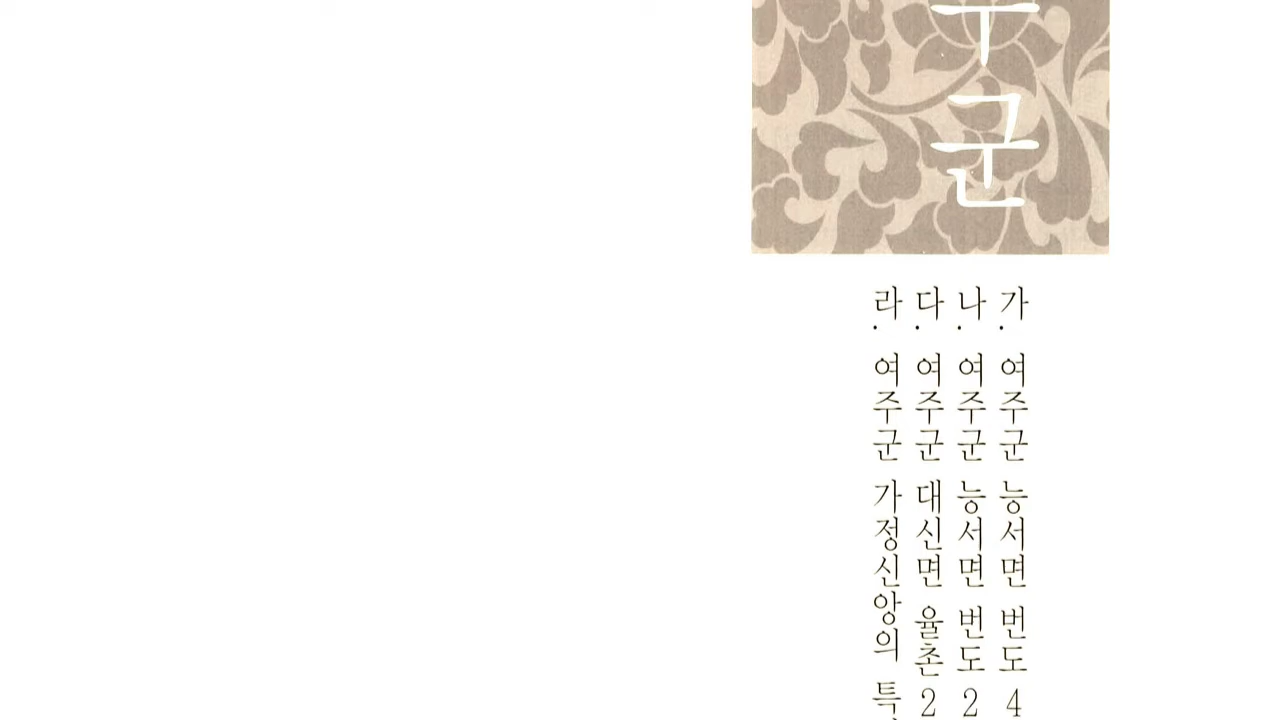 군
가. 여주군 능서면 번도4
나. 여주군 능서면 번도2
다. 여주군 대신면 율촌2
라. 여주군 가정신앙의 특